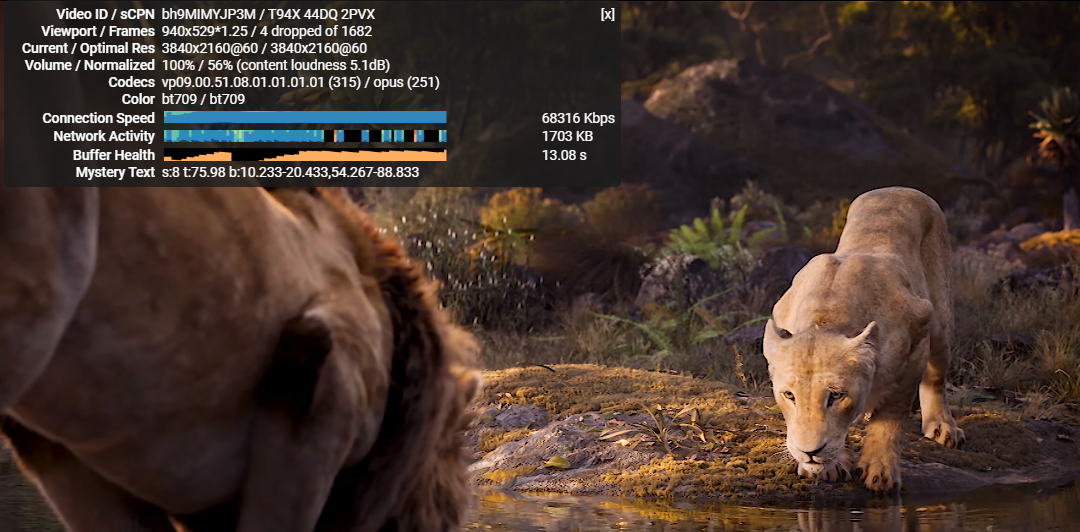 Video ID / sCPN bh9MIMYJP3M / T94X 44DQ 2PVX [x]
Viewport / Frames 940x529*1.25 / 4 dropped of 1682
Current / Optimal Res 3840x2160@60 / 3840x2160@60
Volume / Normalized 100% / 56% (content loudness 5.1dB)
Codecs vp09.00.51.08.01.01.01.01 (315) / opus (251)
Color bt709 / bt709
Connection Speed 68316 Kbps
Network Activity 1703 KB
Buffer Health 13.08 s
Mystery Text s:8 t:75.98 b:10.233-20.433,54.267-88.833